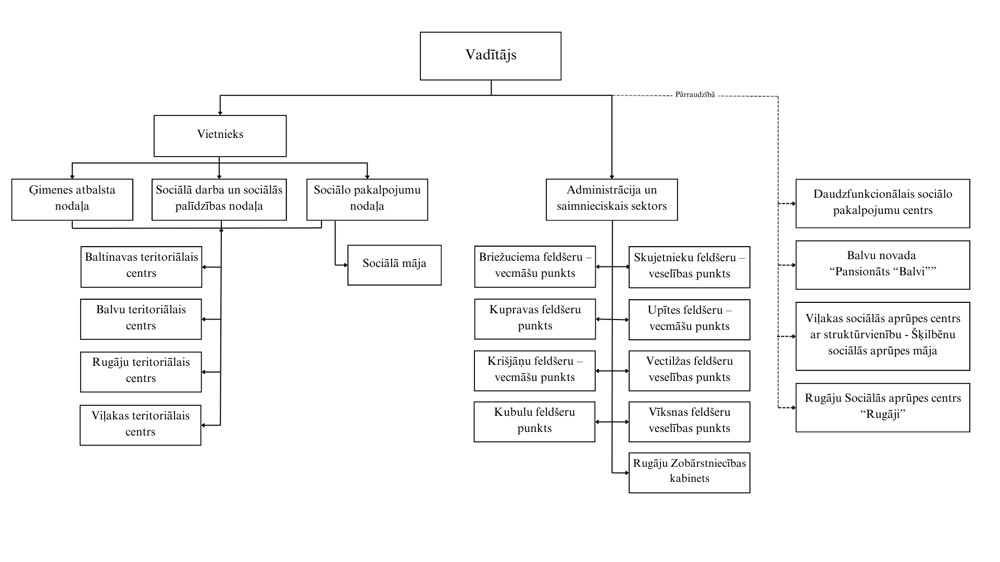 Vadītājs
Pārraudzībā
Vietnieks
Ģimenes atbalsta
nodaļa
Sociālā darba un sociālās
palīdzības nodaļa
Sociālo pakalpojumu
nodaļa
Administrācija un
saimnieciskais sektors
Daudzfunkcionālais sociālo
pakalpojumu centrs
Baltinavas teritoriālais
centrs
Sociālā māja
Briežuciema feldšeru –
vecmāšu punkts
Skujetnieku feldšeru –
veselības punkts
Balvu novada
“Pansionāts “Balvi””
Balvu teritoriālais
centrs
Kupravas feldšeru
punkts
Upītes feldšeru –
vecmāšu punkts
Viļakas sociālās aprūpes centrs
ar struktūrvienību - Šķilbēnu
sociālās aprūpes māja
Rugāju teritoriālais
centrs
Krišjāņu feldšeru –
vecmāšu punkts
Vectilžas feldšeru
veselības punkts
Rugāju Sociālās aprūpes centrs
“Rugāji”
Viļakas teritoriālais
centrs
Kubulu feldšeru
punkts
Vīksnas feldšeru
veselības punkts
Rugāju Zobārstniecības
kabinets